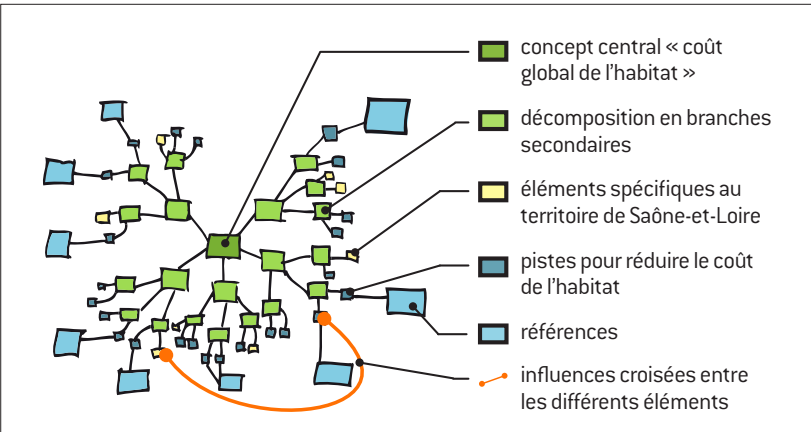 concept central « coût
global de l'habitat »
décomposition en branches
secondaires
éléments spécifiques au
territoire de Saône-et-Loire
pistes pour réduire le coût
de l'habitat
références
influences croisées entre
les différents éléments